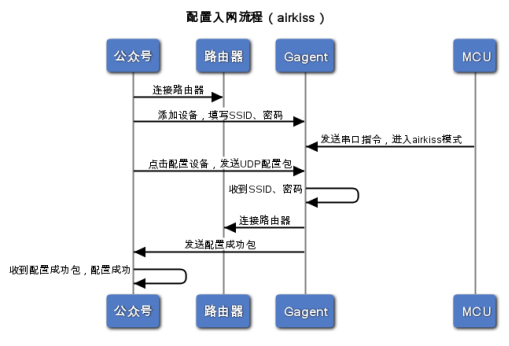 配置入网流程（airkiss）
公众号 路由器 Gagent MCU
连接路由器
添加设备，填写SSID、密码
发送串口指令，进入airkiss模式
点击配置设备，发送UDP配置包
收到SSID、密码
连接路由器
发送配置成功包
收到配置成功包，配置成功
公众号 路由器 Gagent MCU